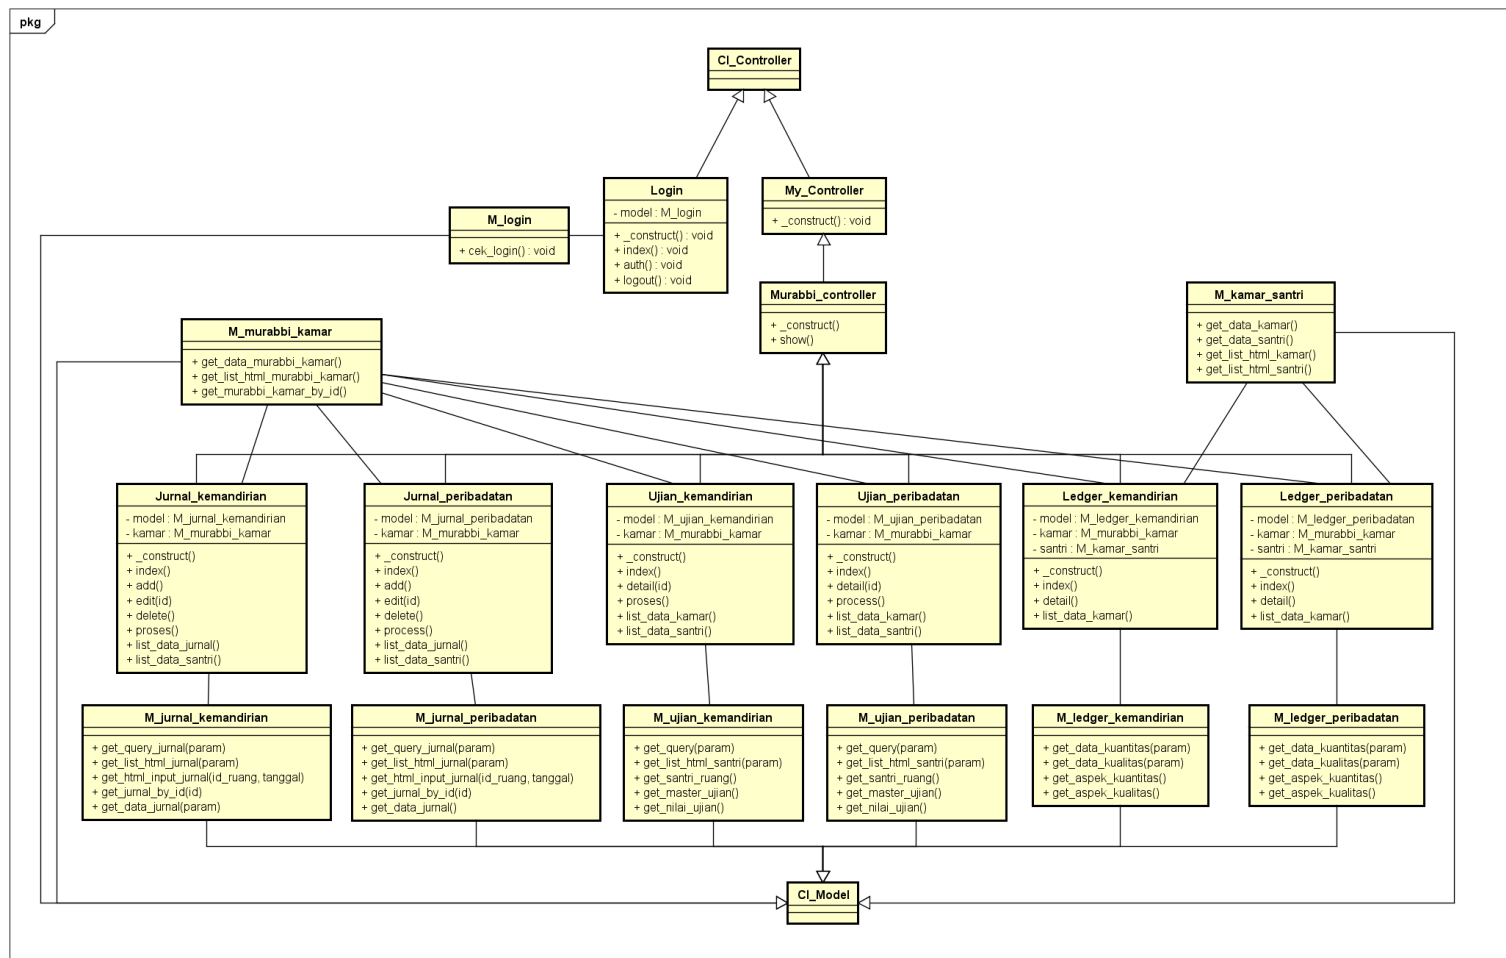 pkg
CI_Controller
Login
- model : M_login
+ _construct() : void
+ index() : void
+ auth() : void
+ logout() : void
My_Controller
+ _construct() : void
M_login
+ cek_login() : void
Murabbi_controller
+ _construct()
+ show()
M_kamar_santri
+ get_data_kamar()
+ get_data_santri()
+ get_list_html_kamar()
+ get_list_html_santri()
M_murabbi_kamar
+ get_data_murabbi_kamar()
+ get_list_html_murabbi_kamar()
+ get_murabbi_kamar_by_id()
Jurnal_kemandirian
- model : M_jurnal_kemandirian
- kamar : M_murabbi_kamar
+ _construct()
+ index()
+ add()
+ edit(id)
+ delete()
+ proses()
+ list_data_jurnal()
+ list_data_santri()
Jurnal_peribadatan
- model : M_jurnal_peribadatan
- kamar : M_murabbi_kamar
+ _construct()
+ index()
+ add()
+ edit(id)
+ delete()
+ process()
+ list_data_jurnal()
+ list_data_santri()
Ujian_kemandirian
- model : M_ujian_kemandirian
- kamar : M_murabbi_kamar
+ _construct()
+ index()
+ detail(id)
+ proses()
+ list_data_kamar()
+ list_data_santri()
Ujian_peribadatan
- model : M_ujian_peribadatan
- kamar : M_murabbi_kamar
+ _construct()
+ index()
+ detail(id)
+ process()
+ list_data_kamar()
+ list_data_santri()
Ledger_kemandirian
- model : M_ledger_kemandirian
- kamar : M_murabbi_kamar
- santri : M_kamar_santri
+ _construct()
+ index()
+ detail()
+ list_data_kamar()
Ledger_peribadatan
- model : M_ledger_peribadatan
- kamar : M_murabbi_kamar
- santri : M_kamar_santri
+ _construct()
+ index()
+ detail()
+ list_data_kamar()
M_jurnal_kemandirian
+ get_query_jurnal(param)
+ get_list_html_jurnal(param)
+ get_html_input_jurnal(id_ruang, tanggal)
+ get_jurnal_by_id(id)
+ get_data_jurnal(param)
M_jurnal_peribadatan
+ get_query_jurnal(param)
+ get_list_html_jurnal(param)
+ get_html_input_jurnal(id_ruang, tanggal)
+ get_jurnal_by_id(id)
+ get_data_jurnal()
M_ujian_kemandirian
+ get_query(param)
+ get_list_html_santri(param)
+ get_santri_ruang()
+ get_master_ujian()
+ get_nilai_ujian()
M_ujian_peribadatan
+ get_query(param)
+ get_list_html_santri(param)
+ get_santri_ruang()
+ get_master_ujian()
+ get_nilai_ujian()
M_ledger_kemandirian
+ get_data_kuantitas(param)
+ get_data_kualitas(param)
+ get_aspek_kuantitas()
+ get_aspek_kualitas()
M_ledger_peribadatan
+ get_data_kuantitas(param)
+ get_data_kualitas(param)
+ get_aspek_kuantitas()
+ get_aspek_kualitas()
CI_Model